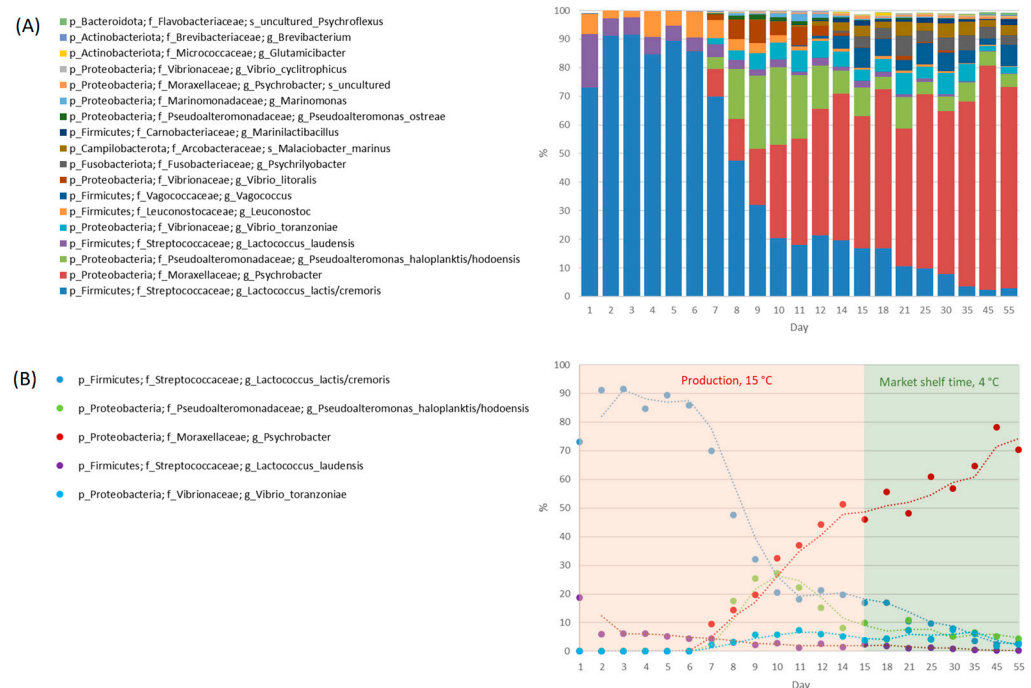 (A)
p_Bacteroidota; f_Flavobacteriaceae; s_uncultured_Psychroflexus
p_Actinobacteriota; f_Brevibacteriaceae; g_Brevibacterium
p_Actinobacteriota; f_Micrococcaceae; g_Glutamicibacter
p_Proteobacteria; f_Vibrionaceae; g_Vibrio_cyclitrophicus
p_Proteobacteria; f_Moraxellaceae; g_Psychrobacter; s_uncultured
p_Proteobacteria; f_Marinomonadaceae; g_Marinomonas
p_Proteobacteria; f_Pseudoalteromonadaceae; g_Pseudoalteromonas_ostreae
p_Firmicutes; f_Carnobacteriaceae; g_Marinilactibacillus
p_Campilobacterota; f_Arcobacteraceae; s_Malaciobacter_marinus
p_Fusobacteriota; f_Fusobacteriaceae; g_Psychrilyobacter
p_Proteobacteria; f_Vibrionaceae; g_Vibrio_litoralis
p_Firmicutes; f_Vagococcaceae; g_Vagococcus
p_Firmicutes; f_Leuconostocaceae; g_Leuconostoc
p_Proteobacteria; f_Vibrionaceae; g_Vibrio_toranzoniae
p_Firmicutes; f_Streptococcaceae; g_Lactococcus_laudensis
p_Proteobacteria; f_Pseudoalteromonadaceae; g_Pseudoalteromonas_haloplanktis/hodoensis
p_Proteobacteria; f_Moraxellaceae; g_Psychrobacter
p_Firmicutes; f_Streptococcaceae; g_Lactococcus_lactis/cremoris
100
90
80
70
60
50
40
30
20
10
0
%
1 2 3 4 5 6 7 8 9 10 11 12 14 15 18 21 25 30 35 45 55
Day
(B)
p_Firmicutes; f_Streptococcaceae; g_Lactococcus_lactis/cremoris
p_Proteobacteria; f_Pseudoalteromonadaceae; g_Pseudoalteromonas_haloplanktis/hodoensis
p_Proteobacteria; f_Moraxellaceae; g_Psychrobacter
p_Firmicutes; f_Streptococcaceae; g_Lactococcus_laudensis
p_Proteobacteria; f_Vibrionaceae; g_Vibrio_toranzoniae
Production, 15 °C
Market shelf time, 4 °C
100
90
80
70
60
50
40
30
20
10
0
%
1 2 3 4 5 6 7 8 9 10 11 12 14 15 18 21 25 30 35 45 55
Day